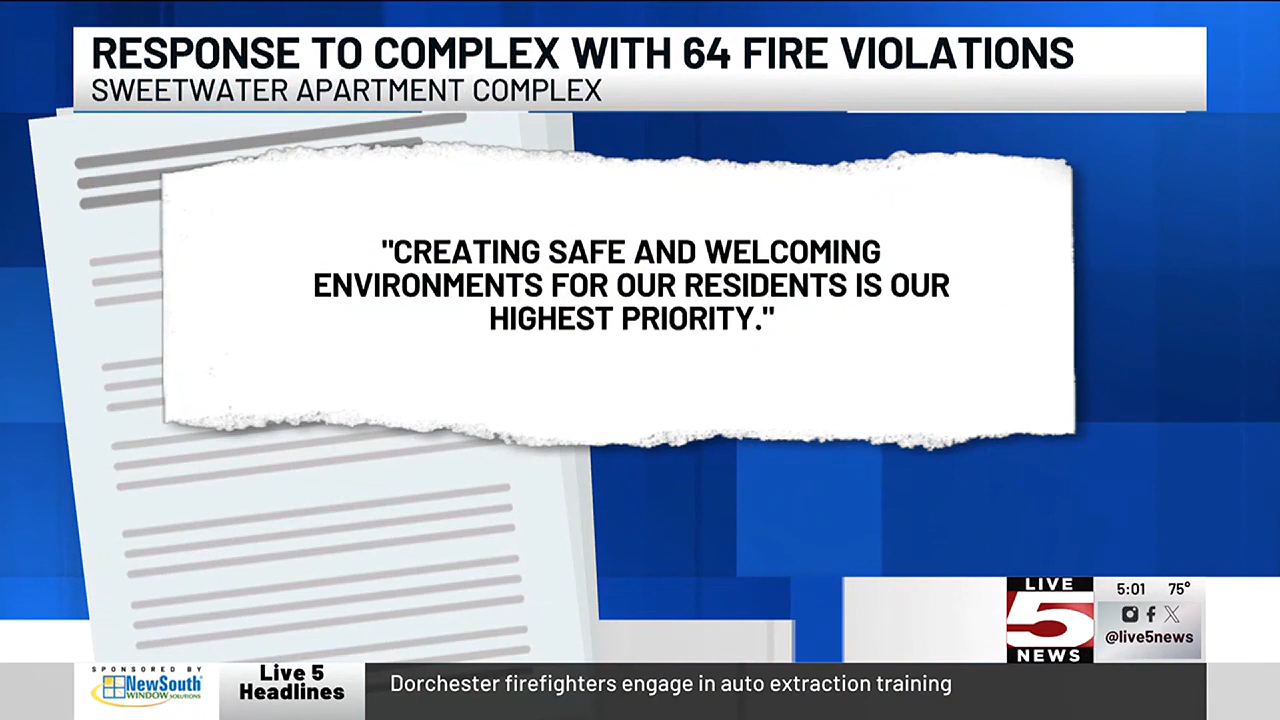 RESPONSE TO COMPLEX WITH 64 FIRE VIOLATIONS
SWEETWATER APARTMENT COMPLEX
"CREATING SAFE AND WELCOMING
ENVIRONMENTS FOR OUR RESIDENTS IS OUR
HIGHEST PRIORITY."
LIVE
5
NEWS
5:01 75°
@live5news
SPONSORED BY
NewSouth
WINDOW SOLUTIONS
Live 5
Headlines
Dorchester firefighters engage in auto extraction training